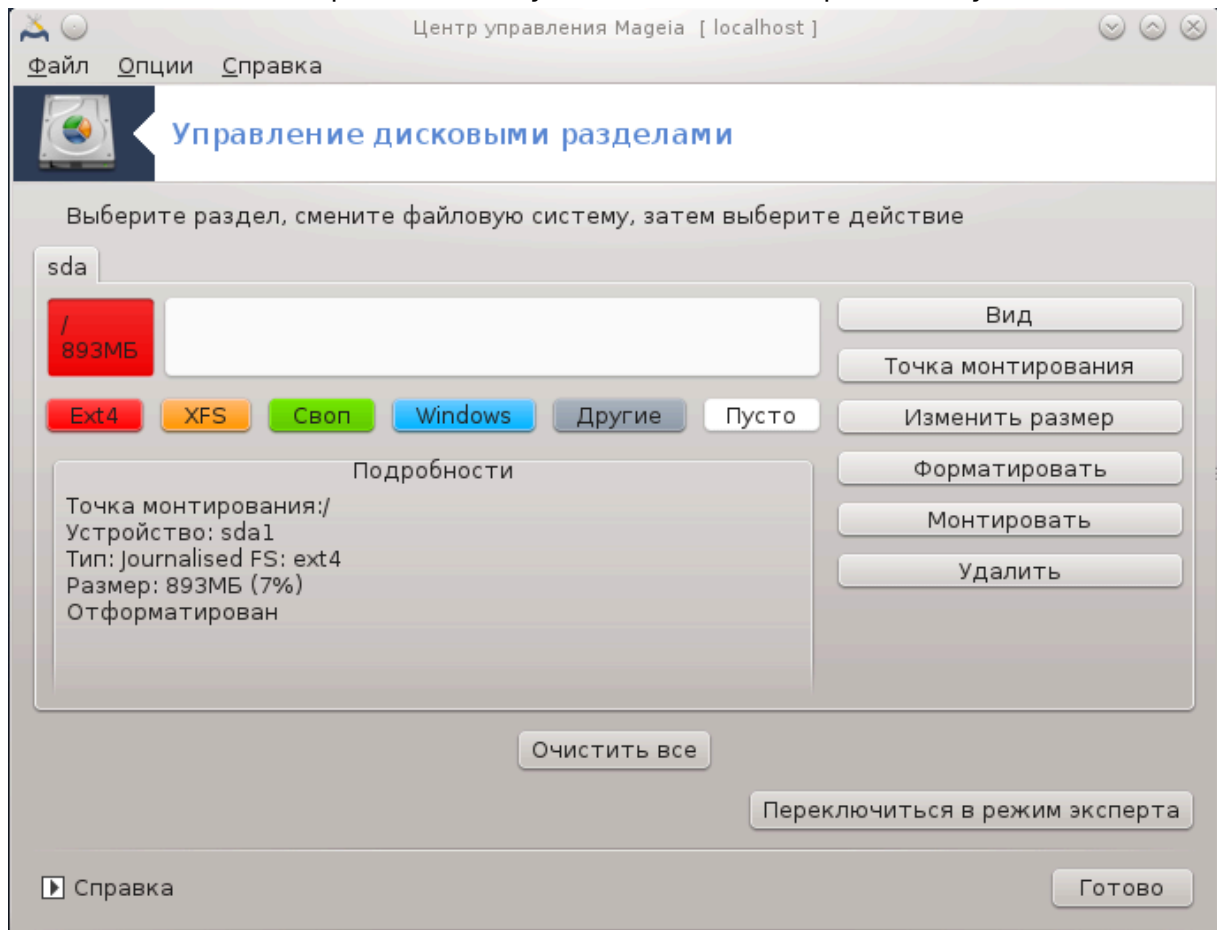 Центр управления Mageia [ localhost ]
Файл Опции Справка
Управление дисковыми разделами
Выберите раздел, смените файловую систему, затем выберите действие
sda
/
893МБ
Вид
Точка монтирования
Ext4 XFS Своп Windows Другие Пусто
Изменить размер
Форматировать
Монтировать
Удалить
Подробности
Точка монтирования:/
Устройство: sda1
Тип: Journalised FS: ext4
Размер: 893МБ (7%)
Отформатирован
Очистить все
Переключиться в режим эксперта
Справка
Готово